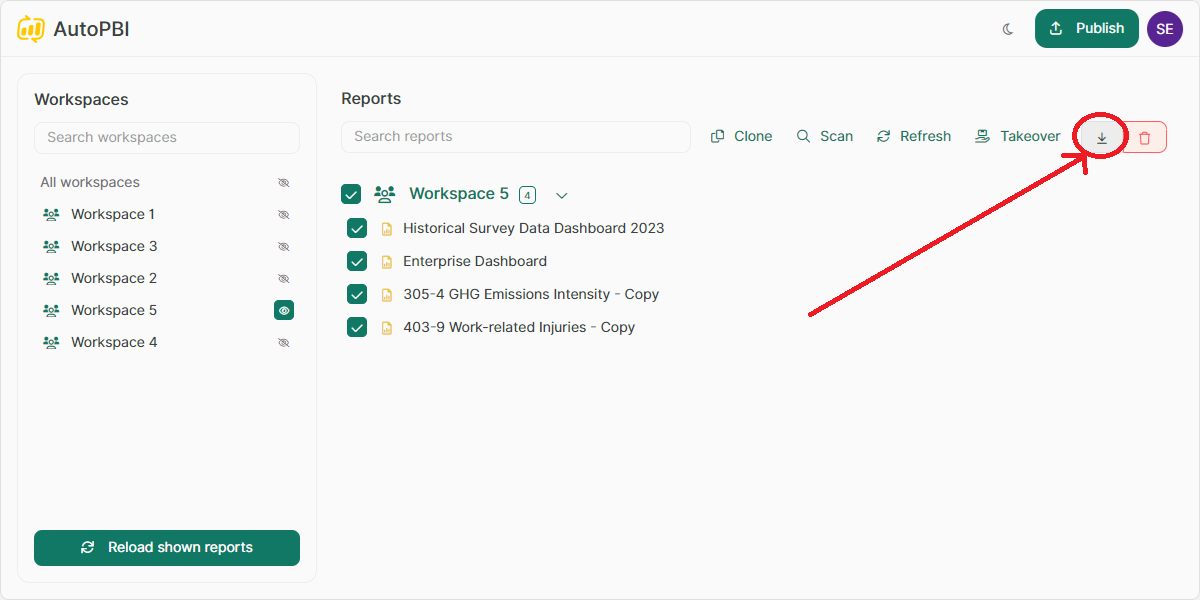 AutoPBI
Publish
SE
Workspaces
Search workspaces
All workspaces
Workspace 1
Workspace 3
Workspace 2
Workspace 5
Workspace 4
Reload shown reports
Reports
Search reports
Clone
Scan
Refresh
Takeover
Workspace 5 4
Historical Survey Data Dashboard 2023
Enterprise Dashboard
305-4 GHG Emissions Intensity - Copy
403-9 Work-related Injuries - Copy